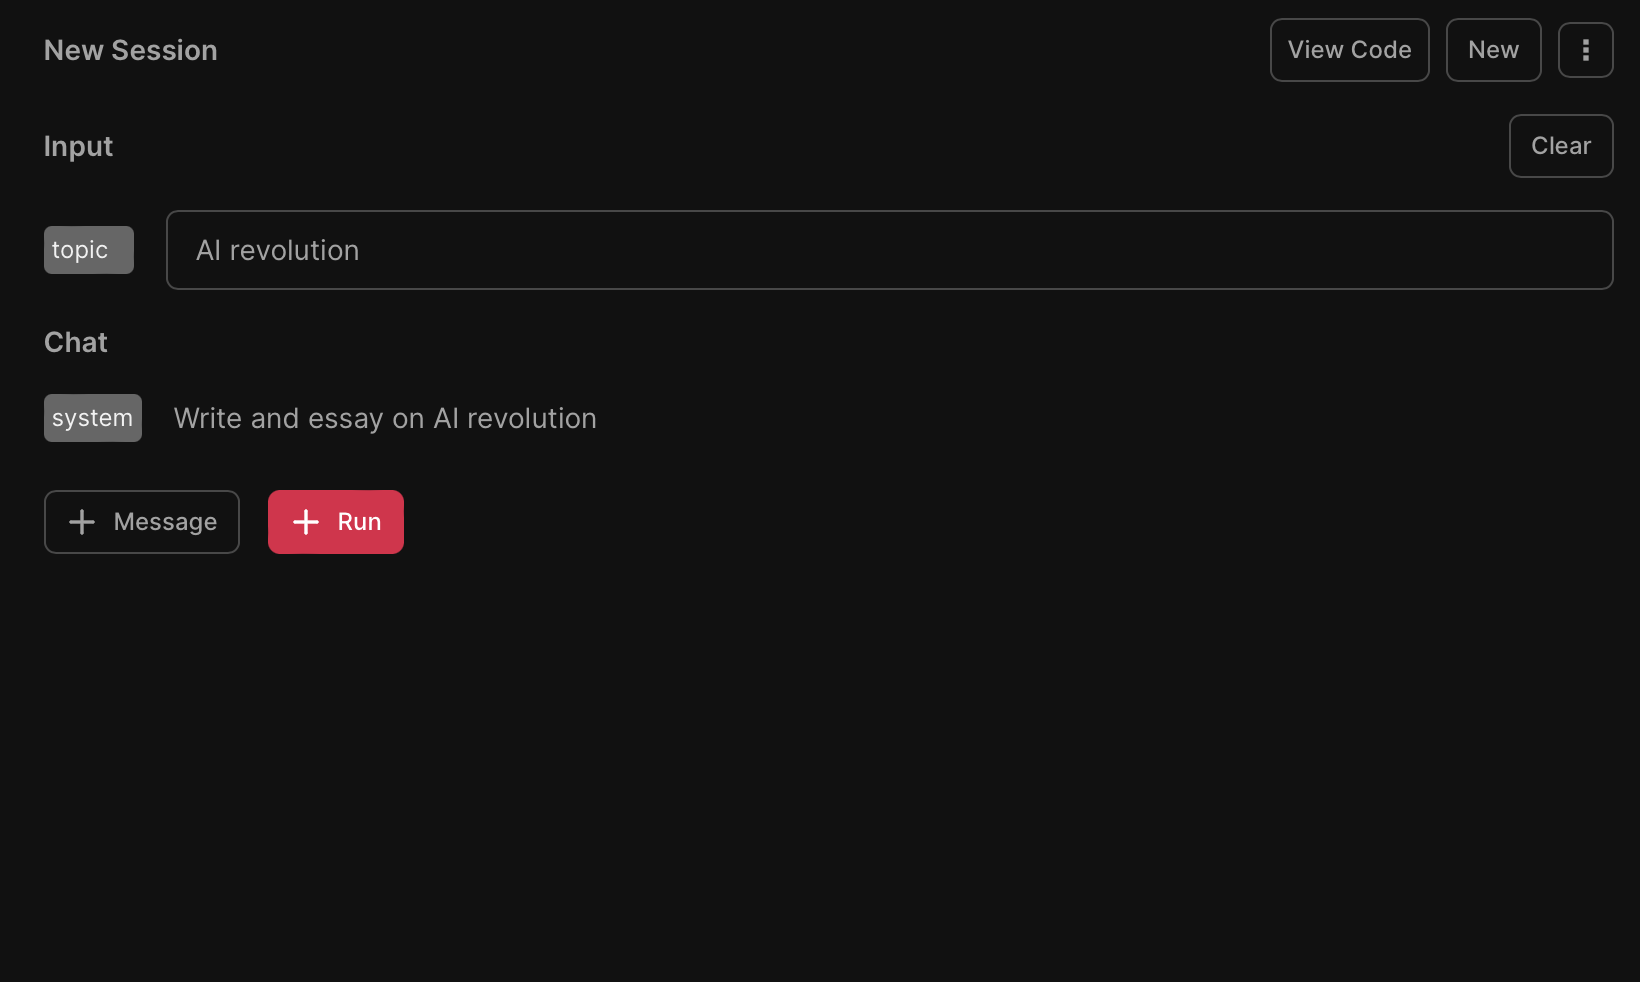 New Session
View Code
New
Input
Clear
topic
AI revolution
Chat
system
Write and essay on AI revolution
Message
Run